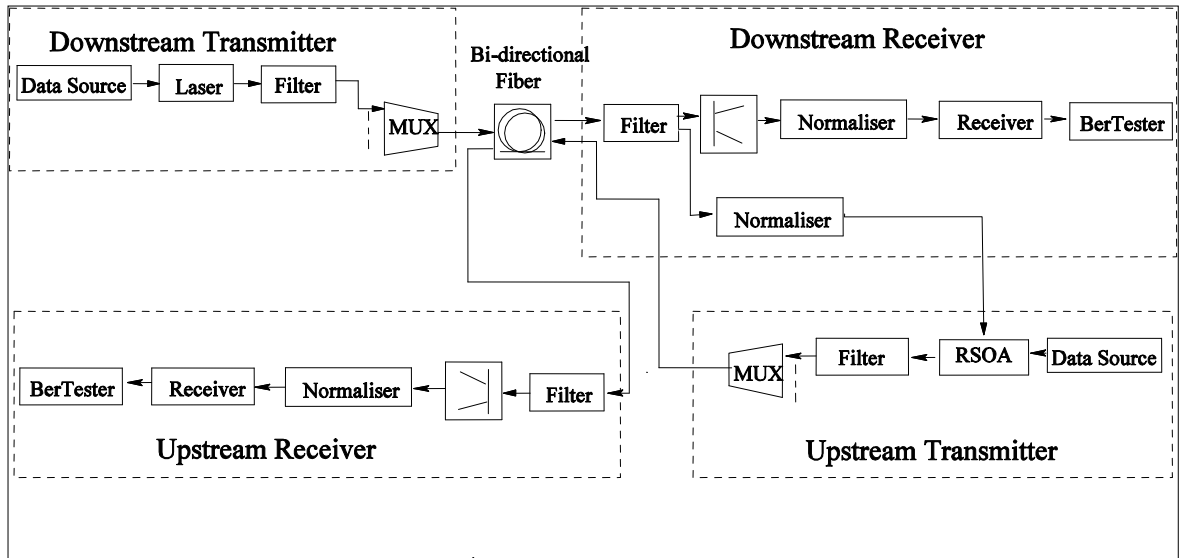 Downstream Transmitter
Data Source
Laser
Filter
MUX
Bi-directional
Fiber
Downstream Receiver
Filter
Normaliser
Receiver
BerTester
Normaliser
BerTester
Receiver
Normaliser
Filter
Upstream Receiver
MUX
Filter
RSOA
Data Source
Upstream Transmitter